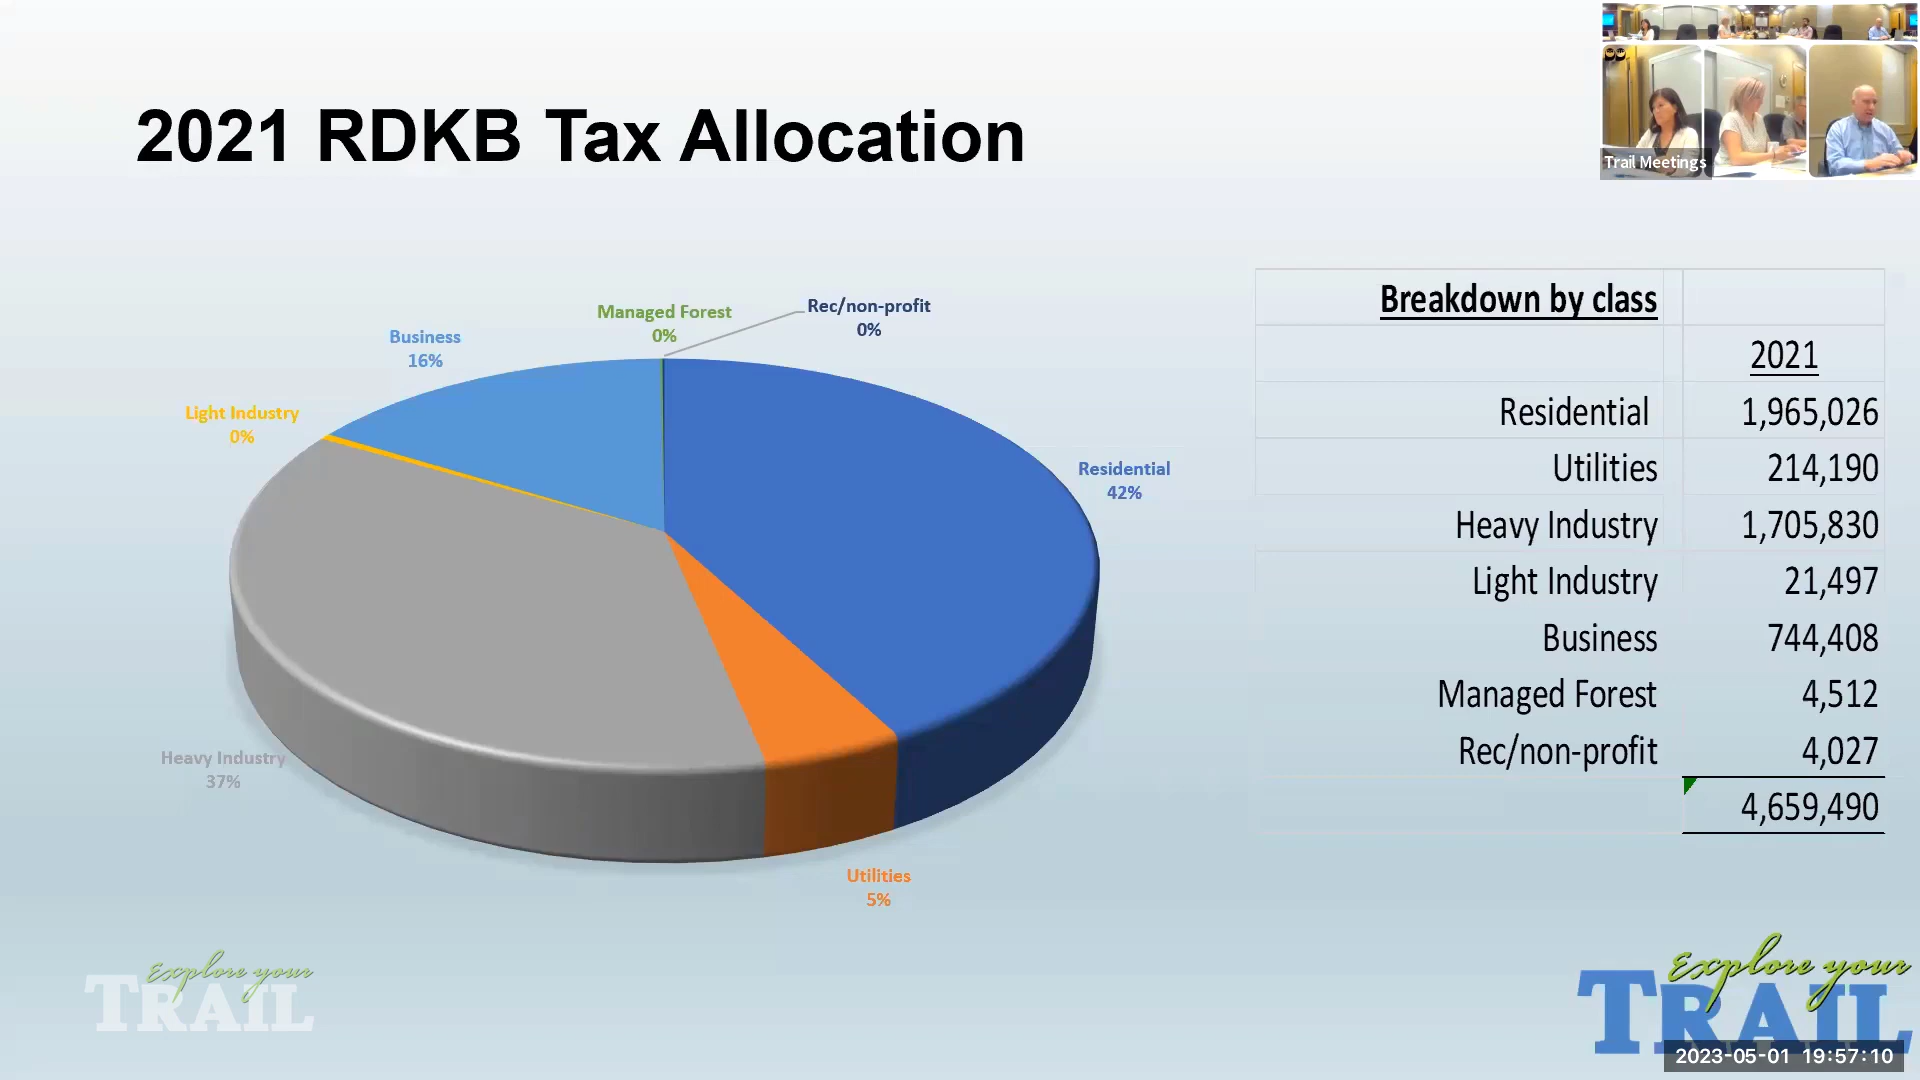 2021 RDKB Tax Allocation
Trail Meetings
Managed Forest
0%
Rec/non-profit
0%
Business
16%
Light Industry
0%
Residential
42%
Heavy Industry
37%
Utilities
5%
Breakdown by class
2021
Residential 1,965,026
Utilities 214,190
Heavy Industry 1,705,830
Light Industry 21,497
Business 744,408
Managed Forest 4,512
Rec/non-profit 4,027
4,659,490
Explore your
TRAIL
Explore your
TRAIL
2023-05-01 19:57:10